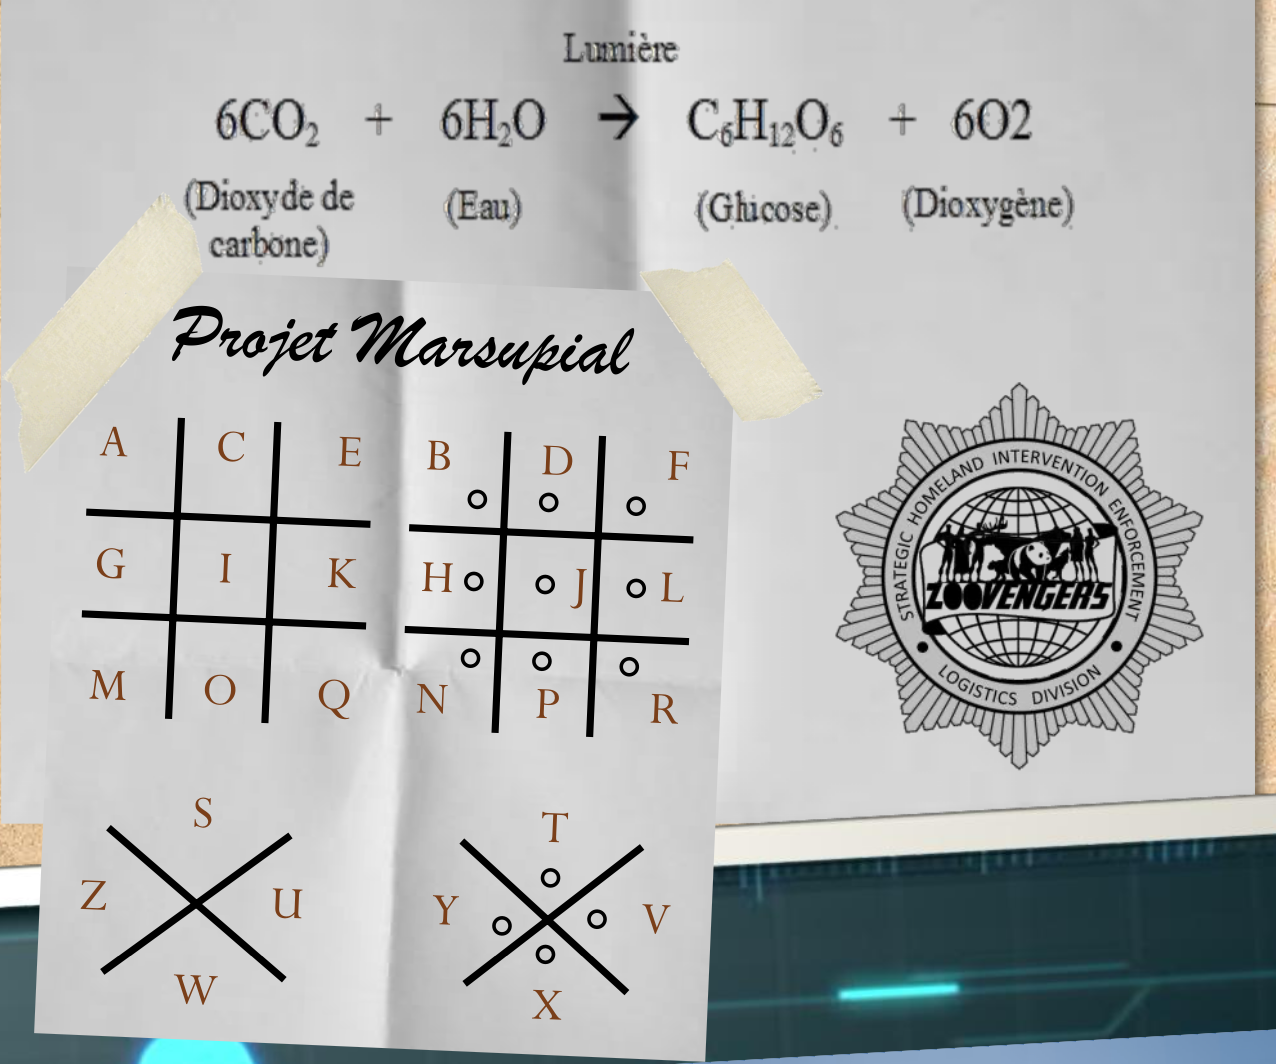 Lumière
6CO₂ + 6H₂O → C₆H₁₂O₆ + 6O2
(Dioxyde de carbone) (Eau) (Glucose) (Dioxygène)
Projet Marsupial
A C E B D F
G I K H J L
M O Q N P R
S T
Z U Y V
W X
STRATEGIC HOMELAND INTERVENTION ENFORCEMENT
ZOOVENGERS
LOGISTICS DIVISION